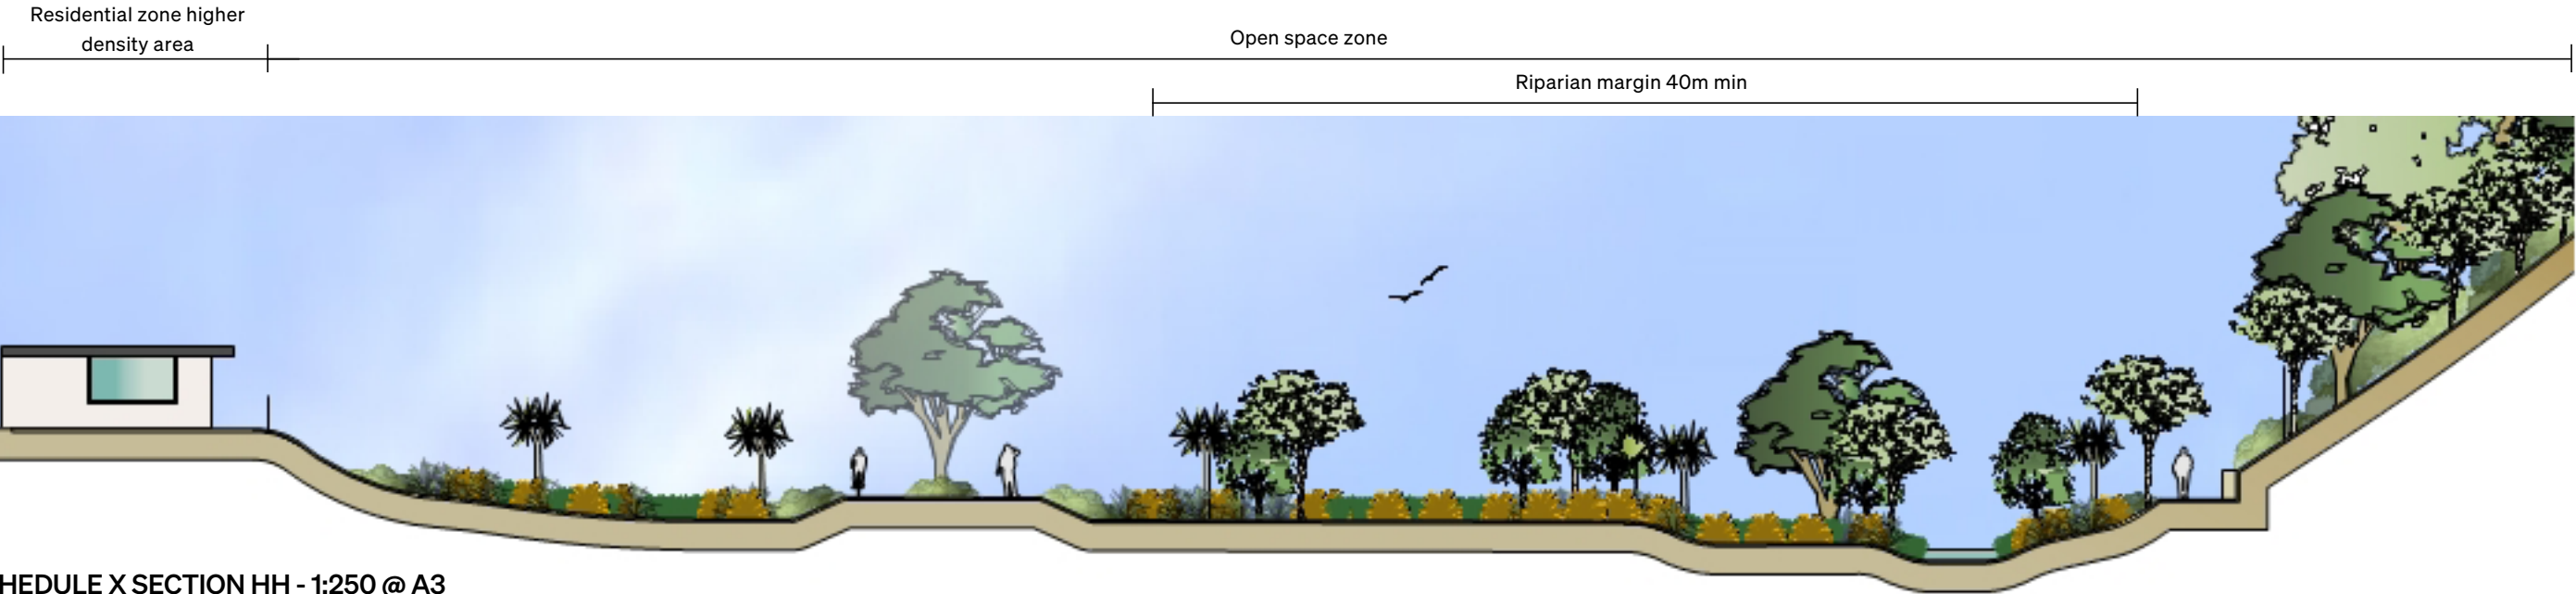 Residential zone higher
density area
Open space zone
Riparian margin 40m min
HEDULE X SECTION HH - 1:250 @ A3